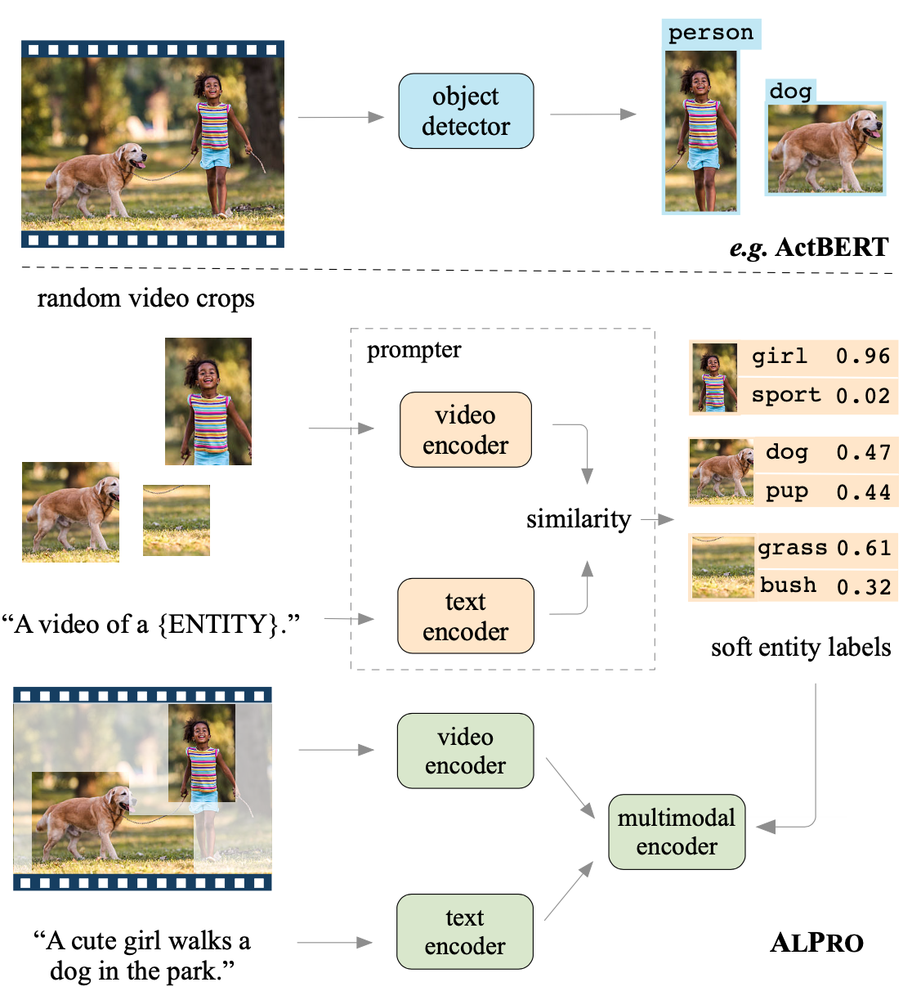 person
object
detector
dog
e.g. ActBERT
random video crops
prompter
video
encoder
similarity
text
encoder
"A video of a {ENTITY}."
girl 0.96
sport 0.02
dog 0.47
pup 0.44
grass 0.61
bush 0.32
soft entity labels
video
encoder
multimodal
encoder
text
encoder
“A cute girl walks a
dog in the park.”
ALPRO